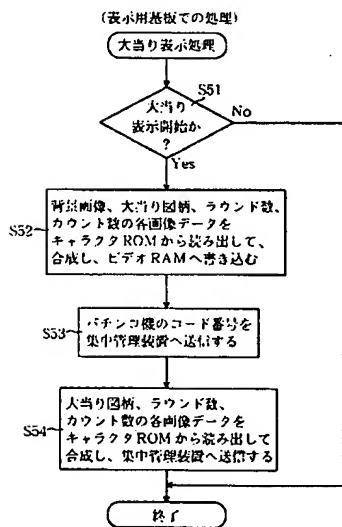 (表示用基板での処理)
大当り表示処理
S51
大当り
表示開始か
?
No
Yes
S52
背景画像、大当り図柄、ラウンド数、
カウント数の各画像データを
キャラクタROMから読み出して、
合成し、ビデオRAMへ書き込む
S53
パチンコ機のコード番号を
集中管理装置へ送信する
S54
大当り図柄、ラウンド数、
カウント数の各画像データを
キャラクタROMから読み出して
合成し、集中管理装置へ送信する
終了